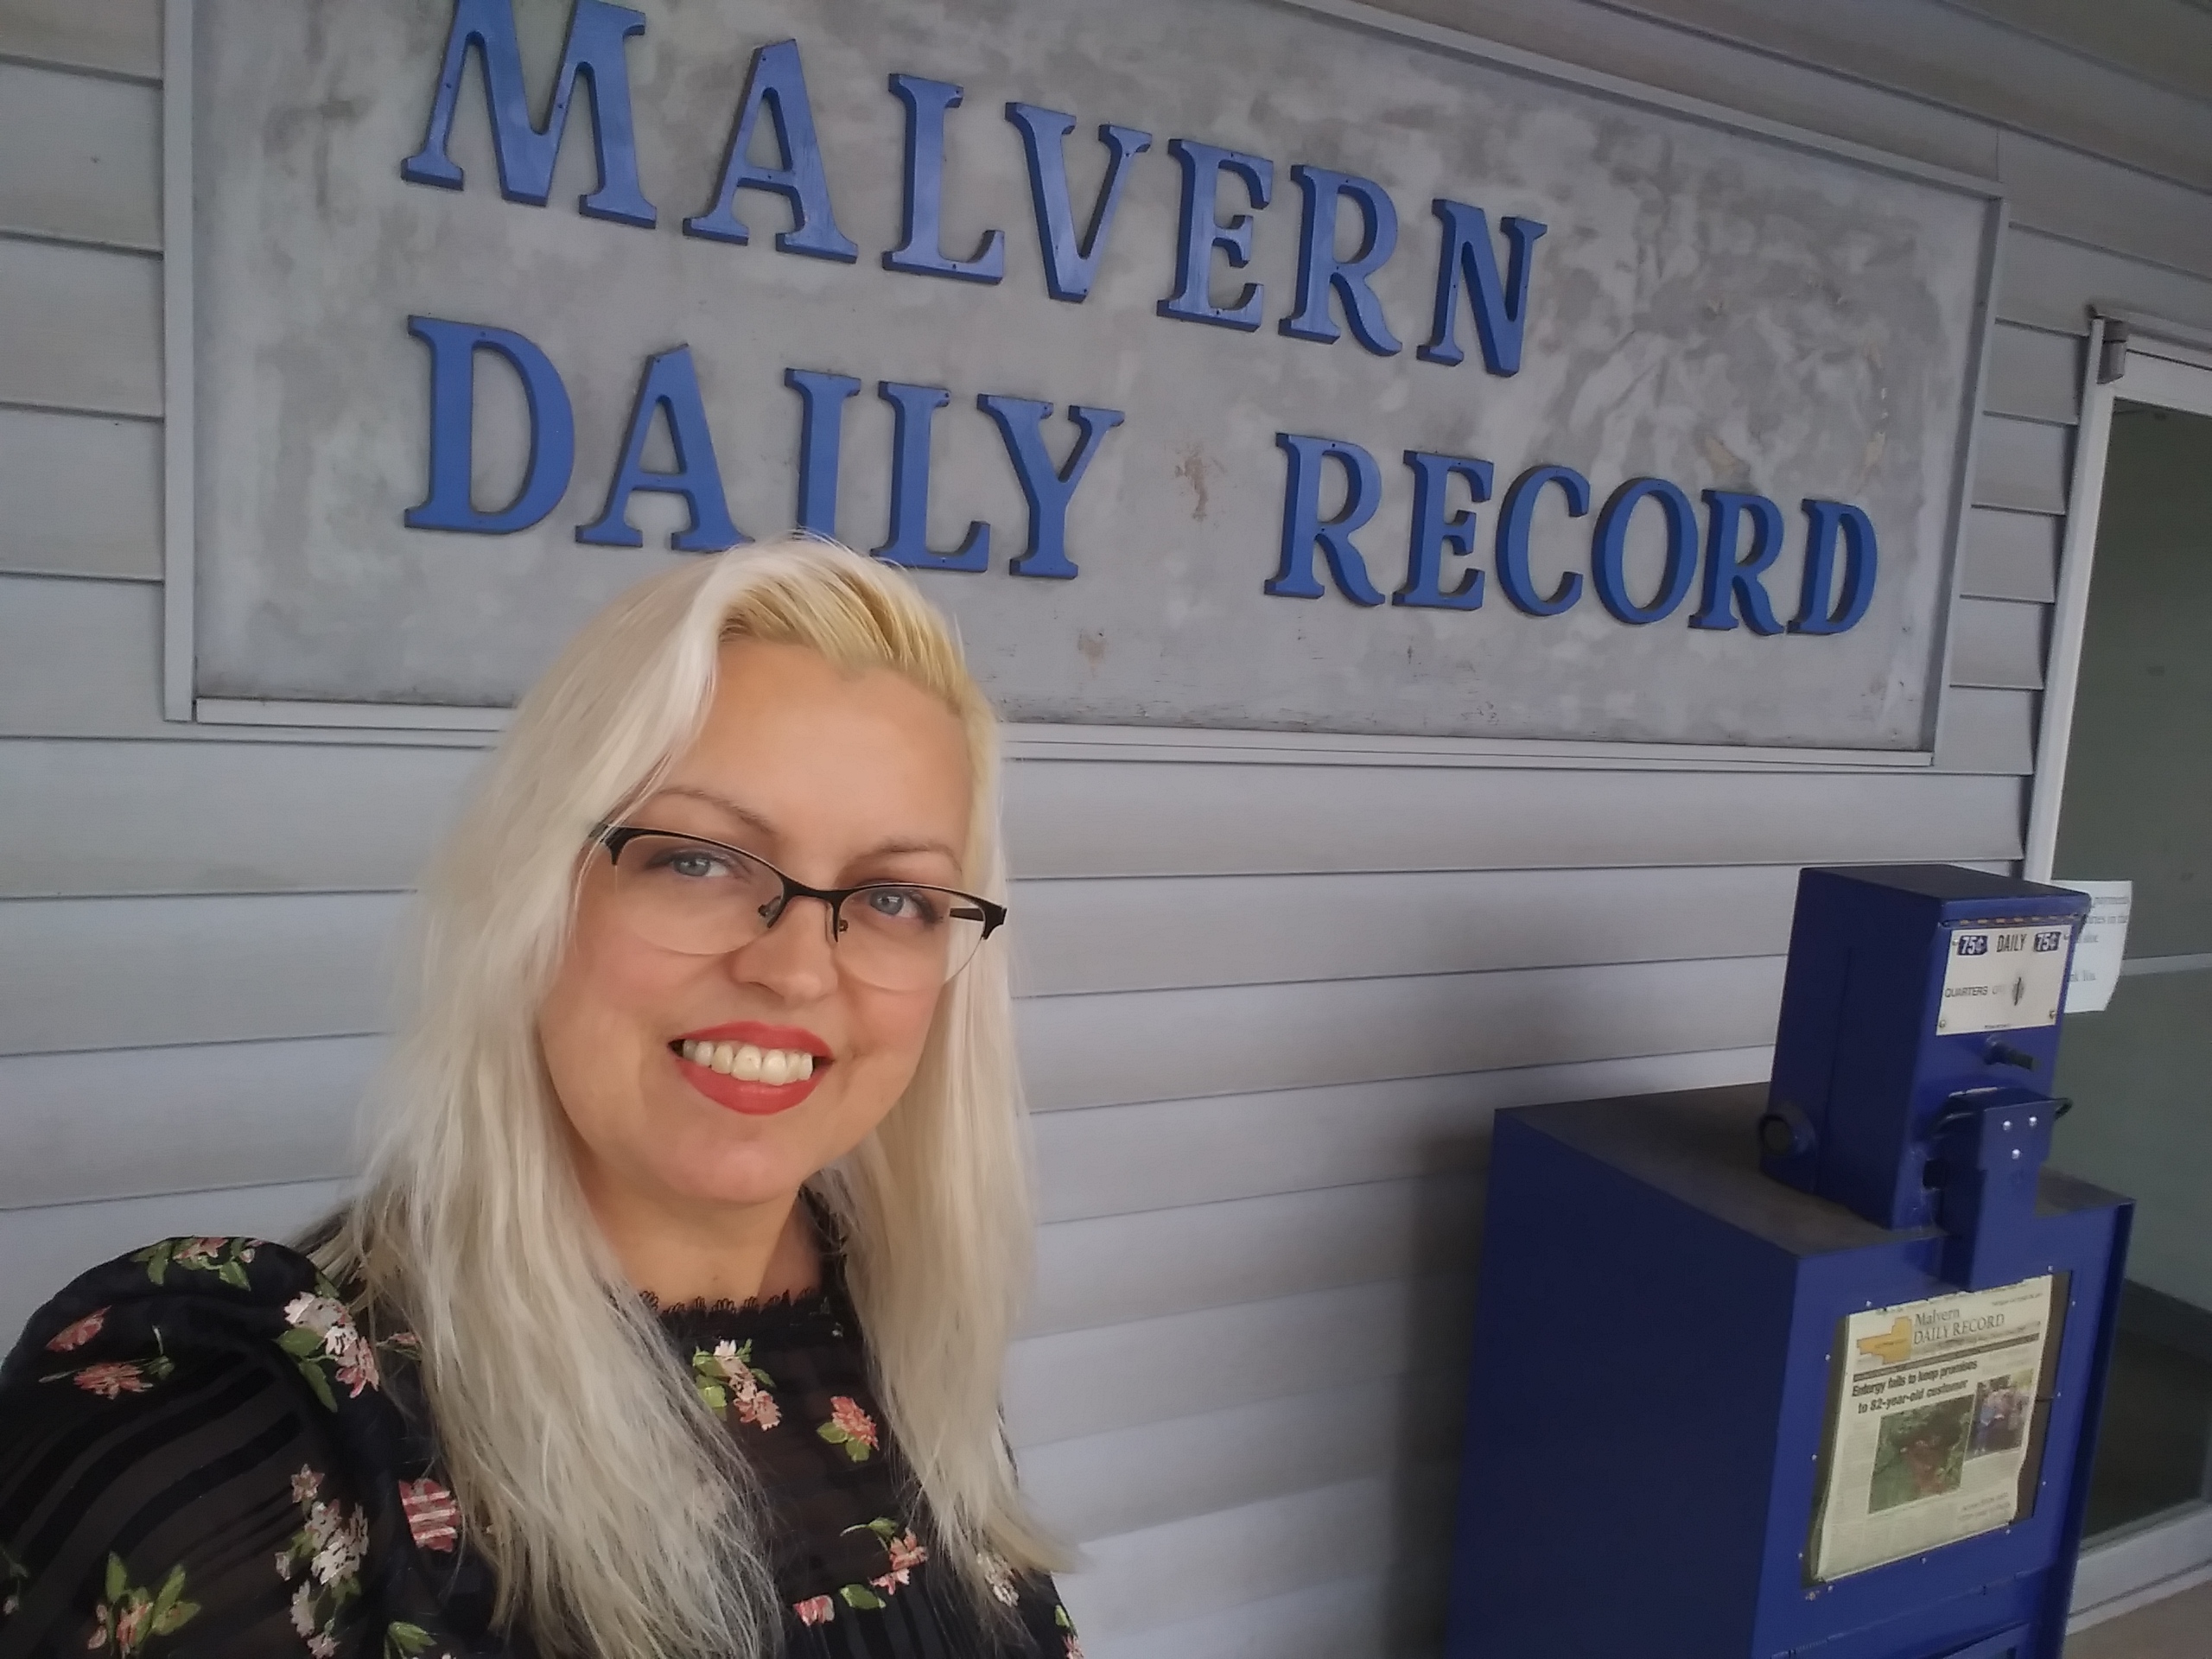 MALVERN
DAILY RECORD
75¢ DAILY 75¢
QUARTERS
Malvern
DAILY RECORD
Entergy fails to keep promises
to 82-year-old customer